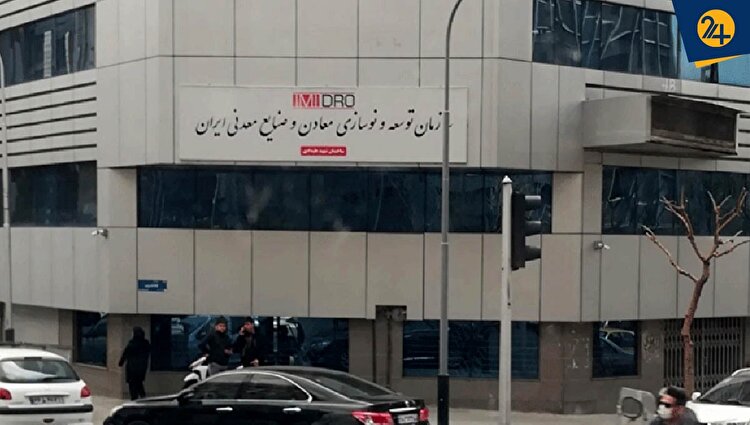 24
IMIDRO
سازمان توسعه و نوسازی معادن و صنایع معدنی ایران